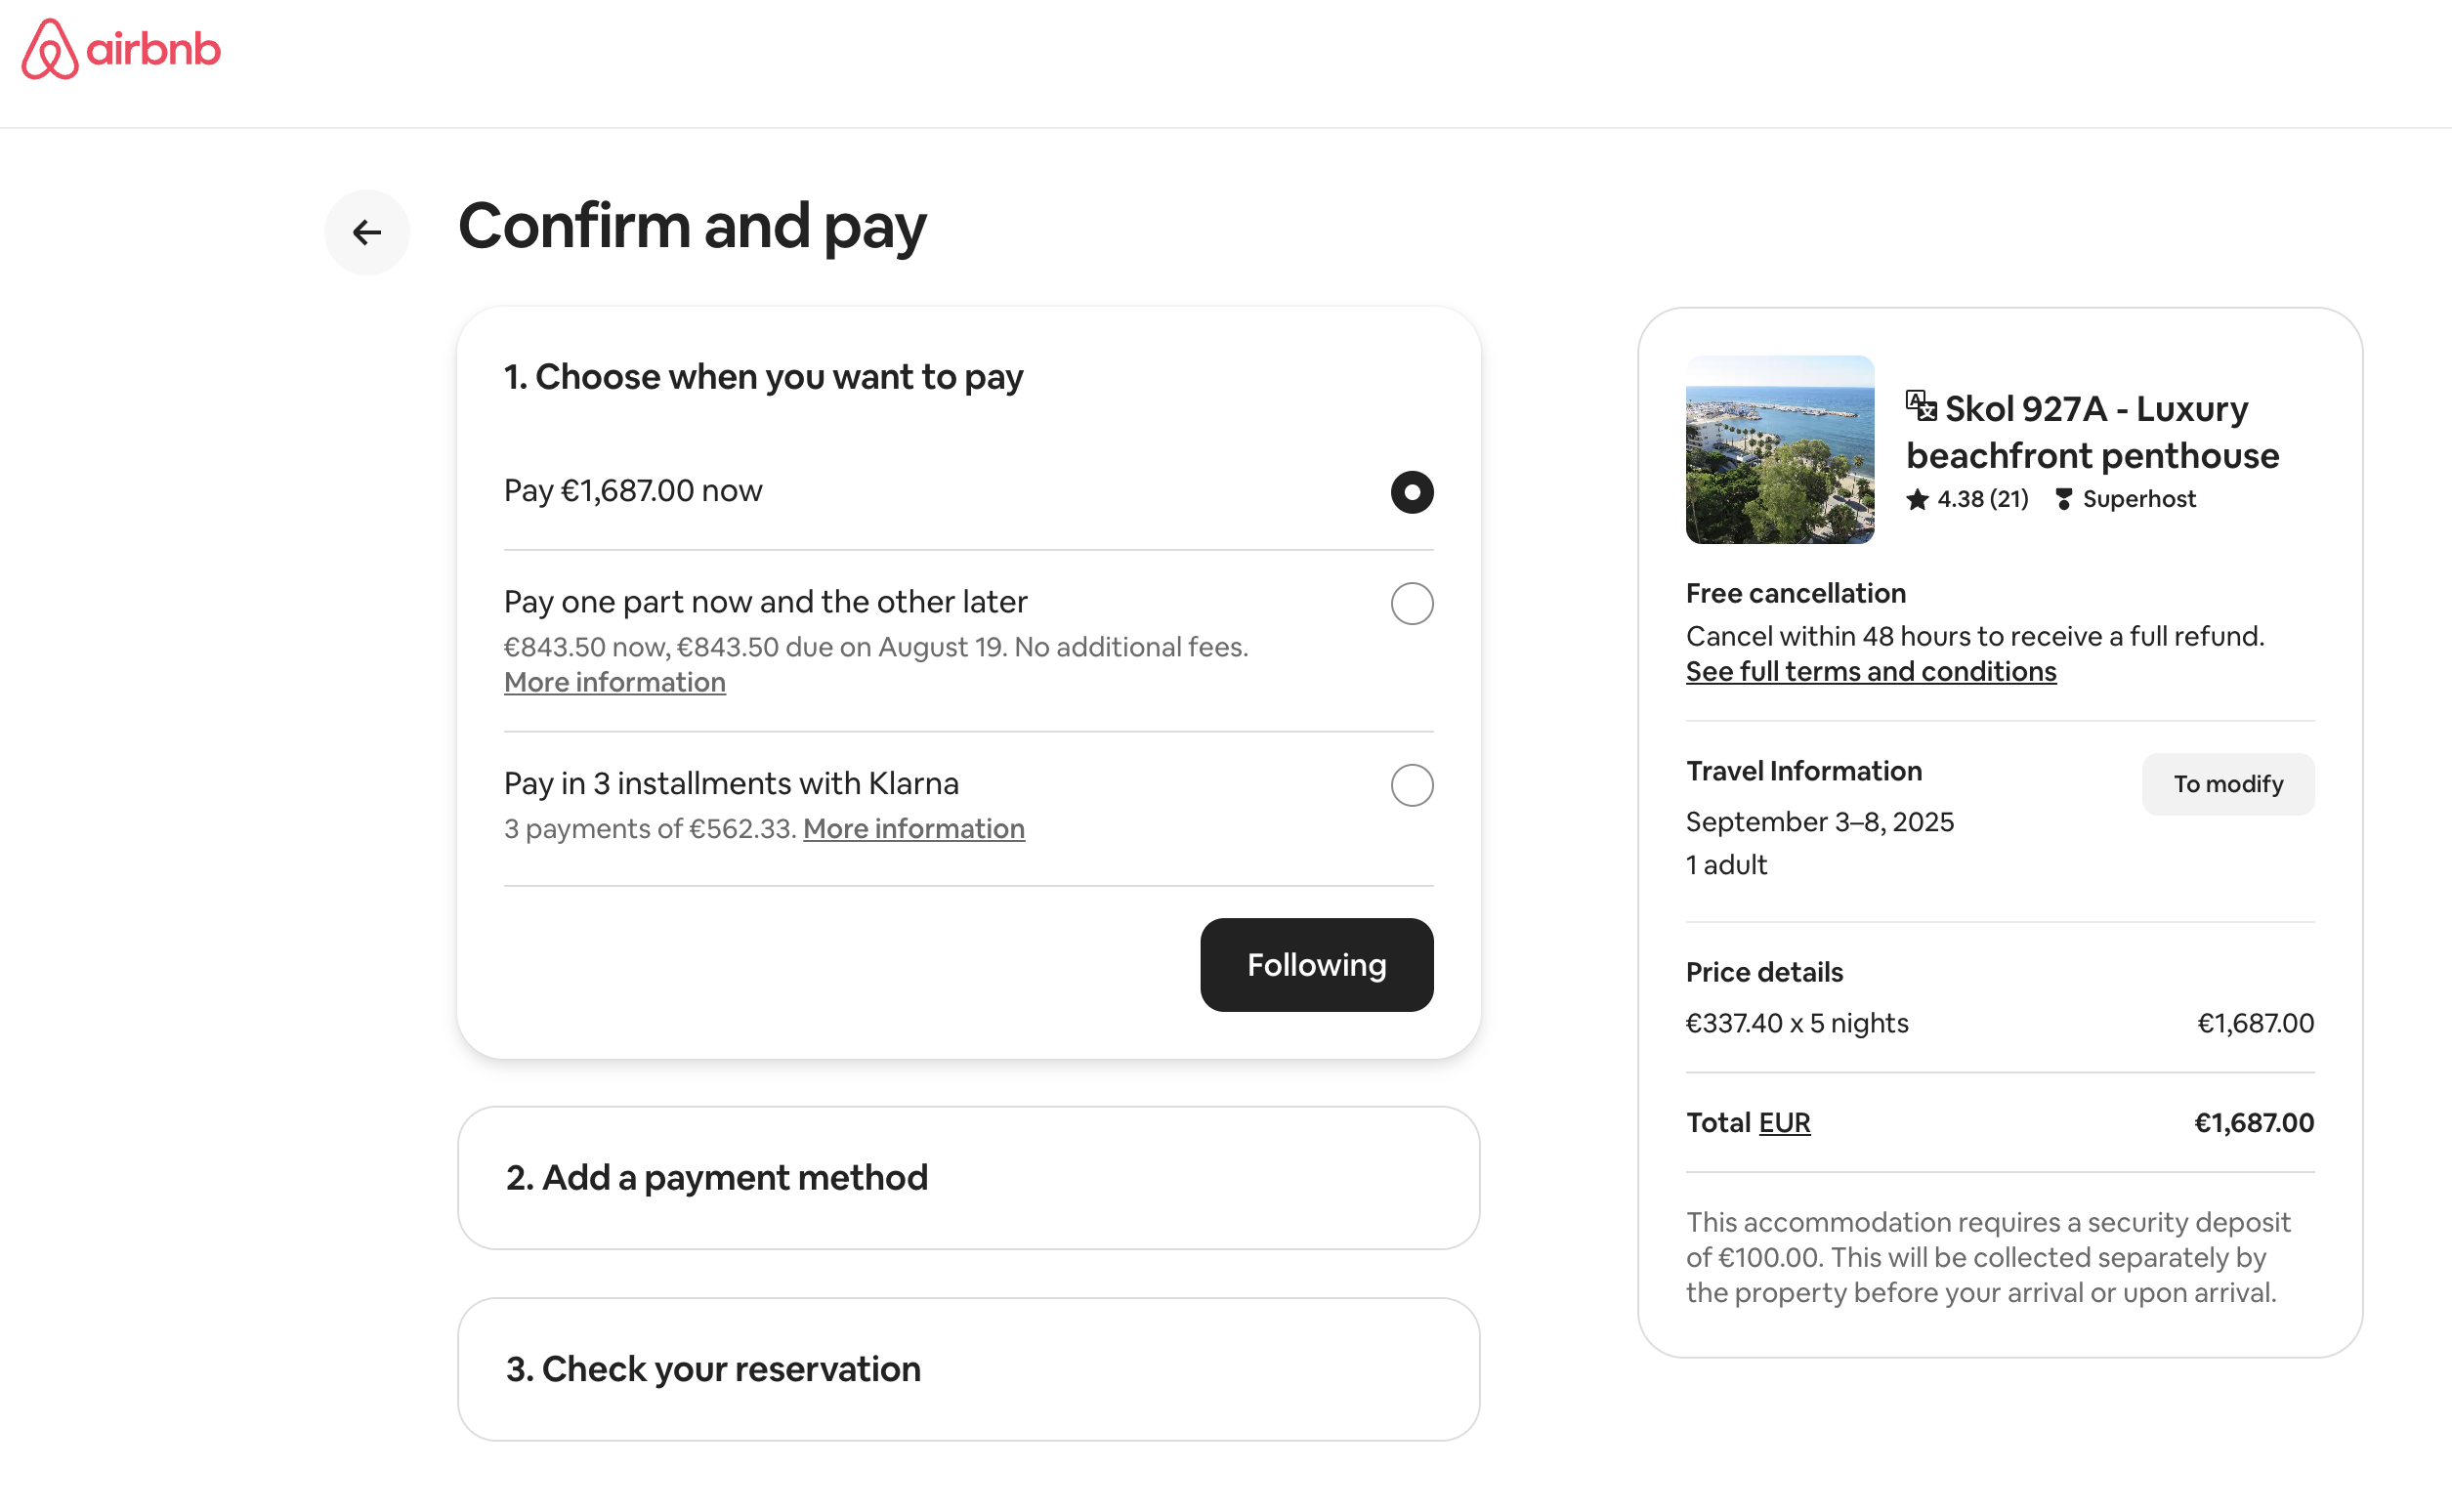 airbnb
Confirm and pay
1. Choose when you want to pay
Pay €1,687.00 now
Pay one part now and the other later
€843.50 now, €843.50 due on August 19. No additional fees.
More information
Pay in 3 installments with Klarna
3 payments of €562.33. More information
Following
2. Add a payment method
3. Check your reservation
Skol 927A - Luxury
beachfront penthouse
4.38 (21) Superhost
Free cancellation
Cancel within 48 hours to receive a full refund.
See full terms and conditions
Travel Information
To modify
September 3–8, 2025
1 adult
Price details
€337.40 x 5 nights €1,687.00
Total EUR €1,687.00
This accommodation requires a security deposit
of €100.00. This will be collected separately by
the property before your arrival or upon arrival.